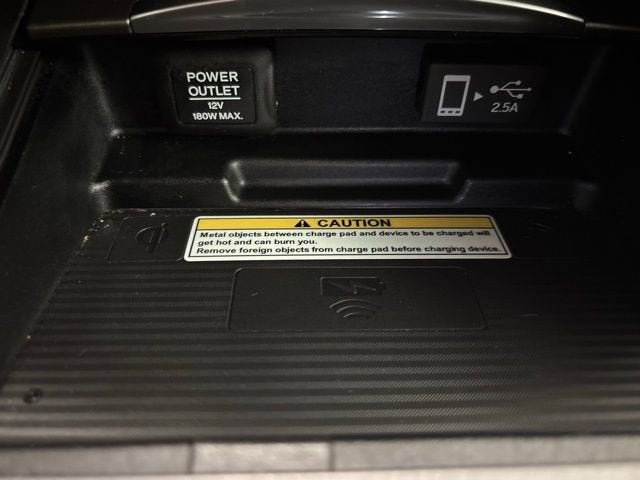 POWER
OUTLET
12V
180W MAX.
2.5A
CAUTION
Metal objects between charge pad and device to be charged will
get hot and can burn you.
Remove foreign objects from charge pad before charging device.